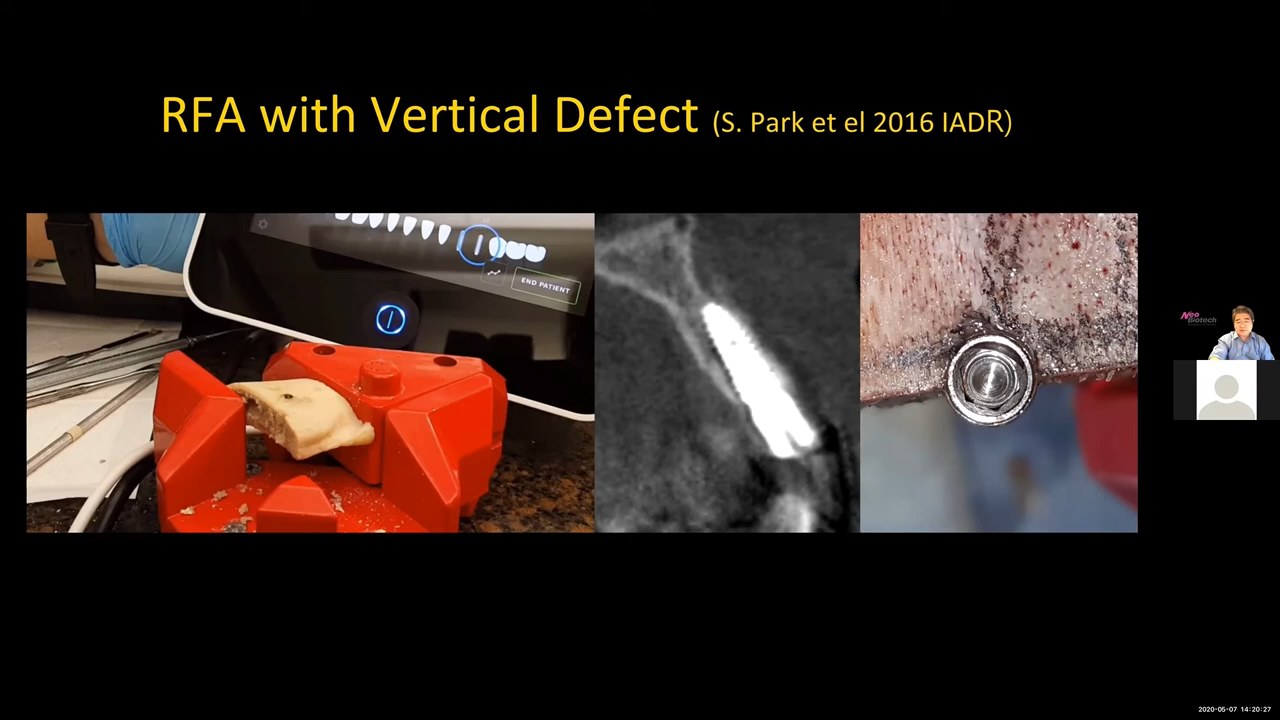 RFA with Vertical Defect (S. Park et el 2016 IADR)
END PATIENT
Neo
Biotech
2020-05-07 14:20:27